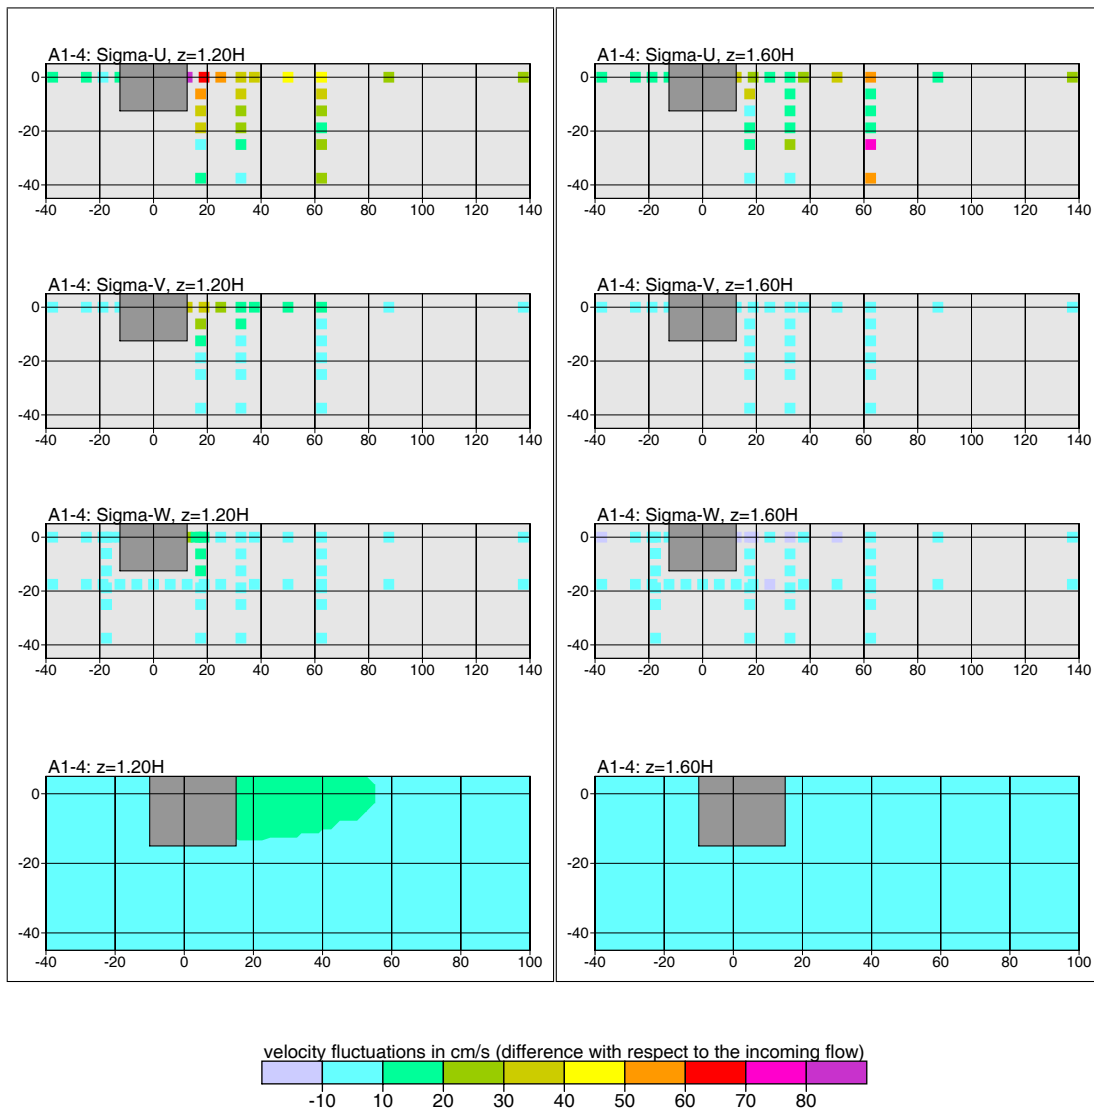 A1-4: Sigma-U, z=1.20H
0
-20
-40
-40 -20 0 20 40 60 80 100 120 140
A1-4: Sigma-U, z=1.60H
0
-20
-40
-40 -20 0 20 40 60 80 100 120 140
A1-4: Sigma-V, z=1.20H
0
-20
-40
-40 -20 0 20 40 60 80 100 120 140
A1-4: Sigma-V, z=1.60H
0
-20
-40
-40 -20 0 20 40 60 80 100 120 140
A1-4: Sigma-W, z=1.20H
0
-20
-40
-40 -20 0 20 40 60 80 100 120 140
A1-4: Sigma-W, z=1.60H
0
-20
-40
-40 -20 0 20 40 60 80 100 120 140
A1-4: z=1.20H
0
-20
-40
-40 -20 0 20 40 60 80 100
A1-4: z=1.60H
0
-20
-40
-40 -20 0 20 40 60 80 100
velocity fluctuations in cm/s (difference with respect to the incoming flow)
-10 10 20 30 40 50 60 70 80